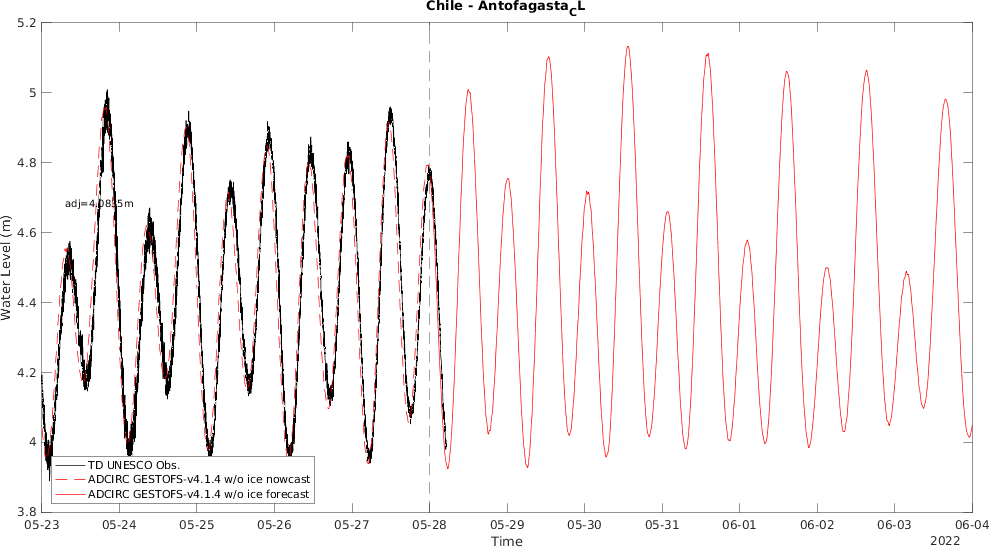 Chile - Antofagasta_CL
5.2
5
4.8
adj=4.0835m
4.6
Water Level (m)
4.4
4.2
4
TD UNESCO Obs.
ADCIRC GESTOFS-v4.1.4 w/o ice nowcast
ADCIRC GESTOFS-v4.1.4 w/o ice forecast
3.8
05-23 05-24 05-25 05-26 05-27 05-28 05-29 05-30 05-31 06-01 06-02 06-03 06-04
Time
2022